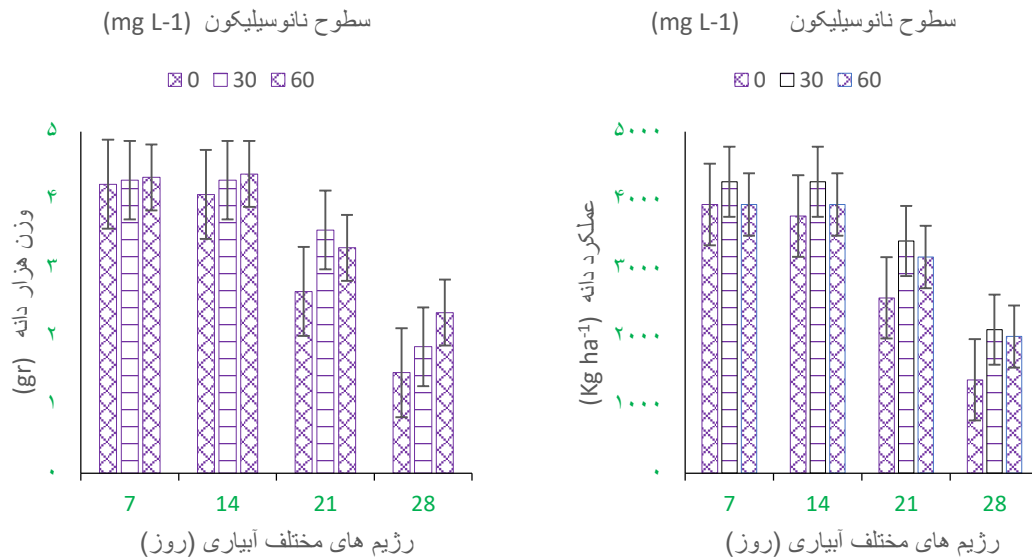 سطوح نانوسیلیکون (mg L-1)
0 30 60
۵
۴
۳
۲
۱
۰
وزن هزار دانه (gr)
7 14 21 28
رژیم های مختلف آبیاری (روز)
سطوح نانوسیلیکون (mg L-1)
0 30 60
۵۰۰۰
۴۰۰۰
۳۰۰۰
۲۰۰۰
۱۰۰۰
۰
عملکرد دانه (Kg ha-1)
7 14 21 28
رژیم های مختلف آبیاری (روز)